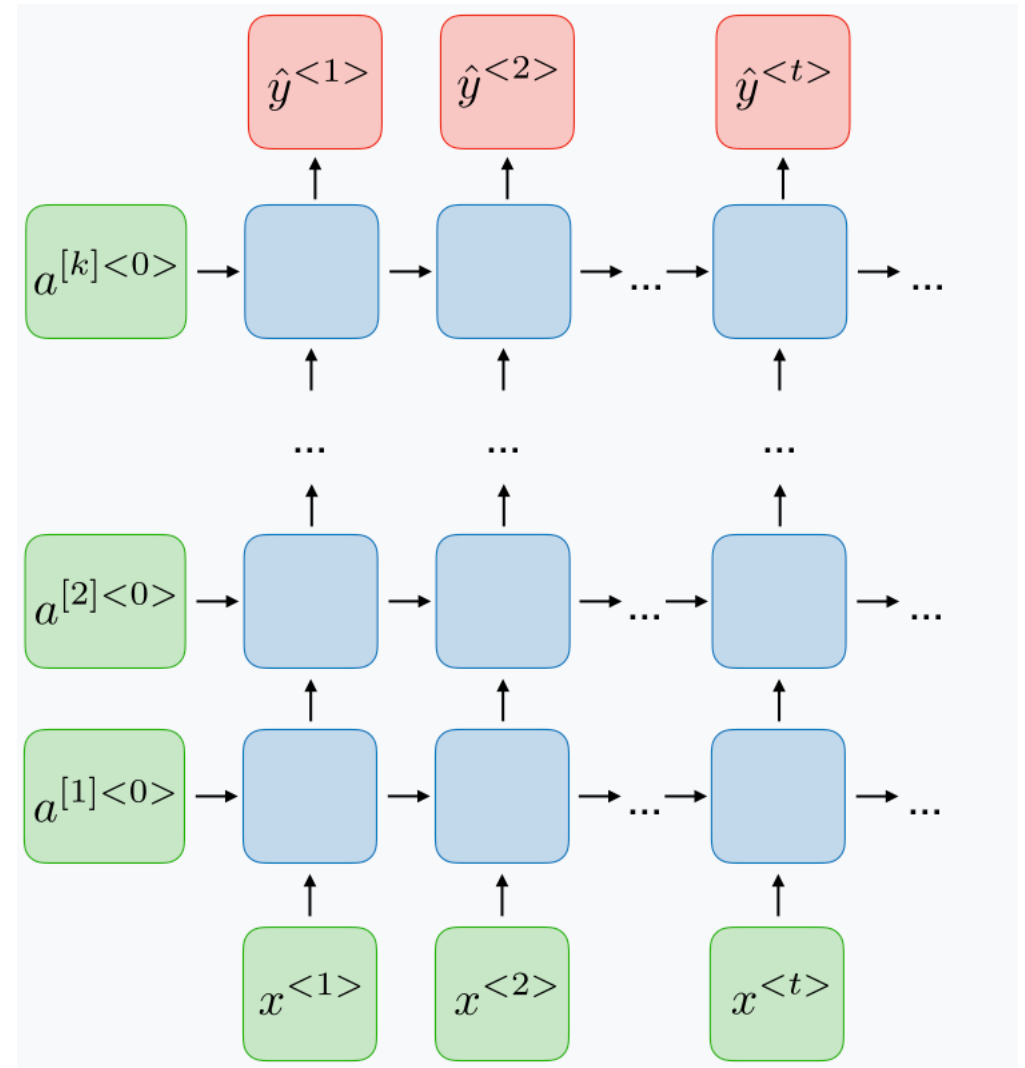 ŷ<1> ŷ<2> ŷ<t>
a[k]<0> ... ...
... ... ...
a[2]<0> ... ...
a[1]<0> ... ...
x<1> x<2> x<t>